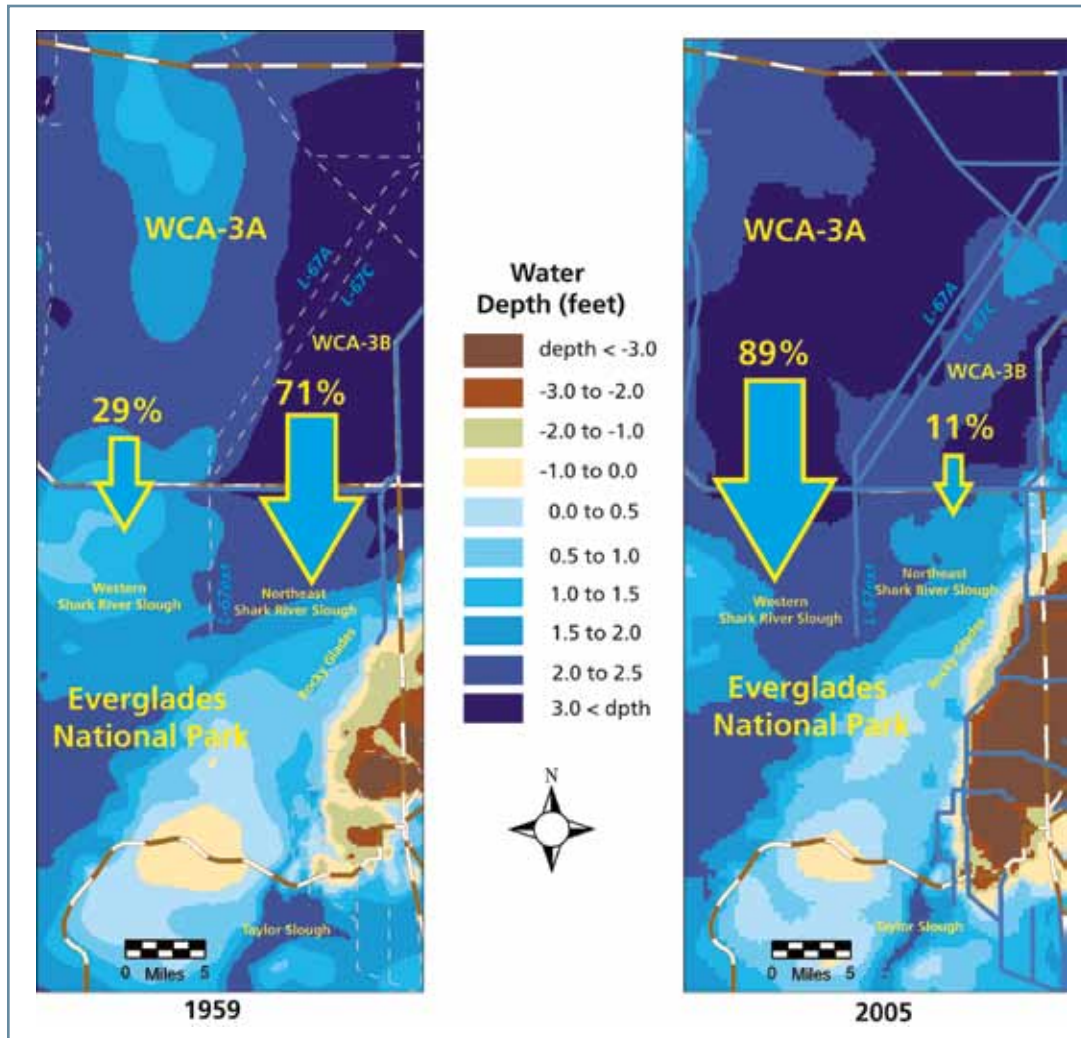 WCA-3A
L-67A
L-67C
WCA-3B
29%
71%
L-67ext
Western
Shark River Slough
Northeast
Shark River Slough
Rocky Glades
Everglades
National Park
Taylor Slough
0 Miles 5
1959
Water
Depth (feet)
depth < -3.0
-3.0 to -2.0
-2.0 to -1.0
-1.0 to 0.0
0.0 to 0.5
0.5 to 1.0
1.0 to 1.5
1.5 to 2.0
2.0 to 2.5
3.0 < dpth
N
WCA-3A
L-67A
L-67C
WCA-3B
89%
11%
L-67ext
Western
Shark River Slough
Northeast
Shark River Slough
Rocky Glades
Everglades
National Park
Taylor Slough
0 Miles 5
2005